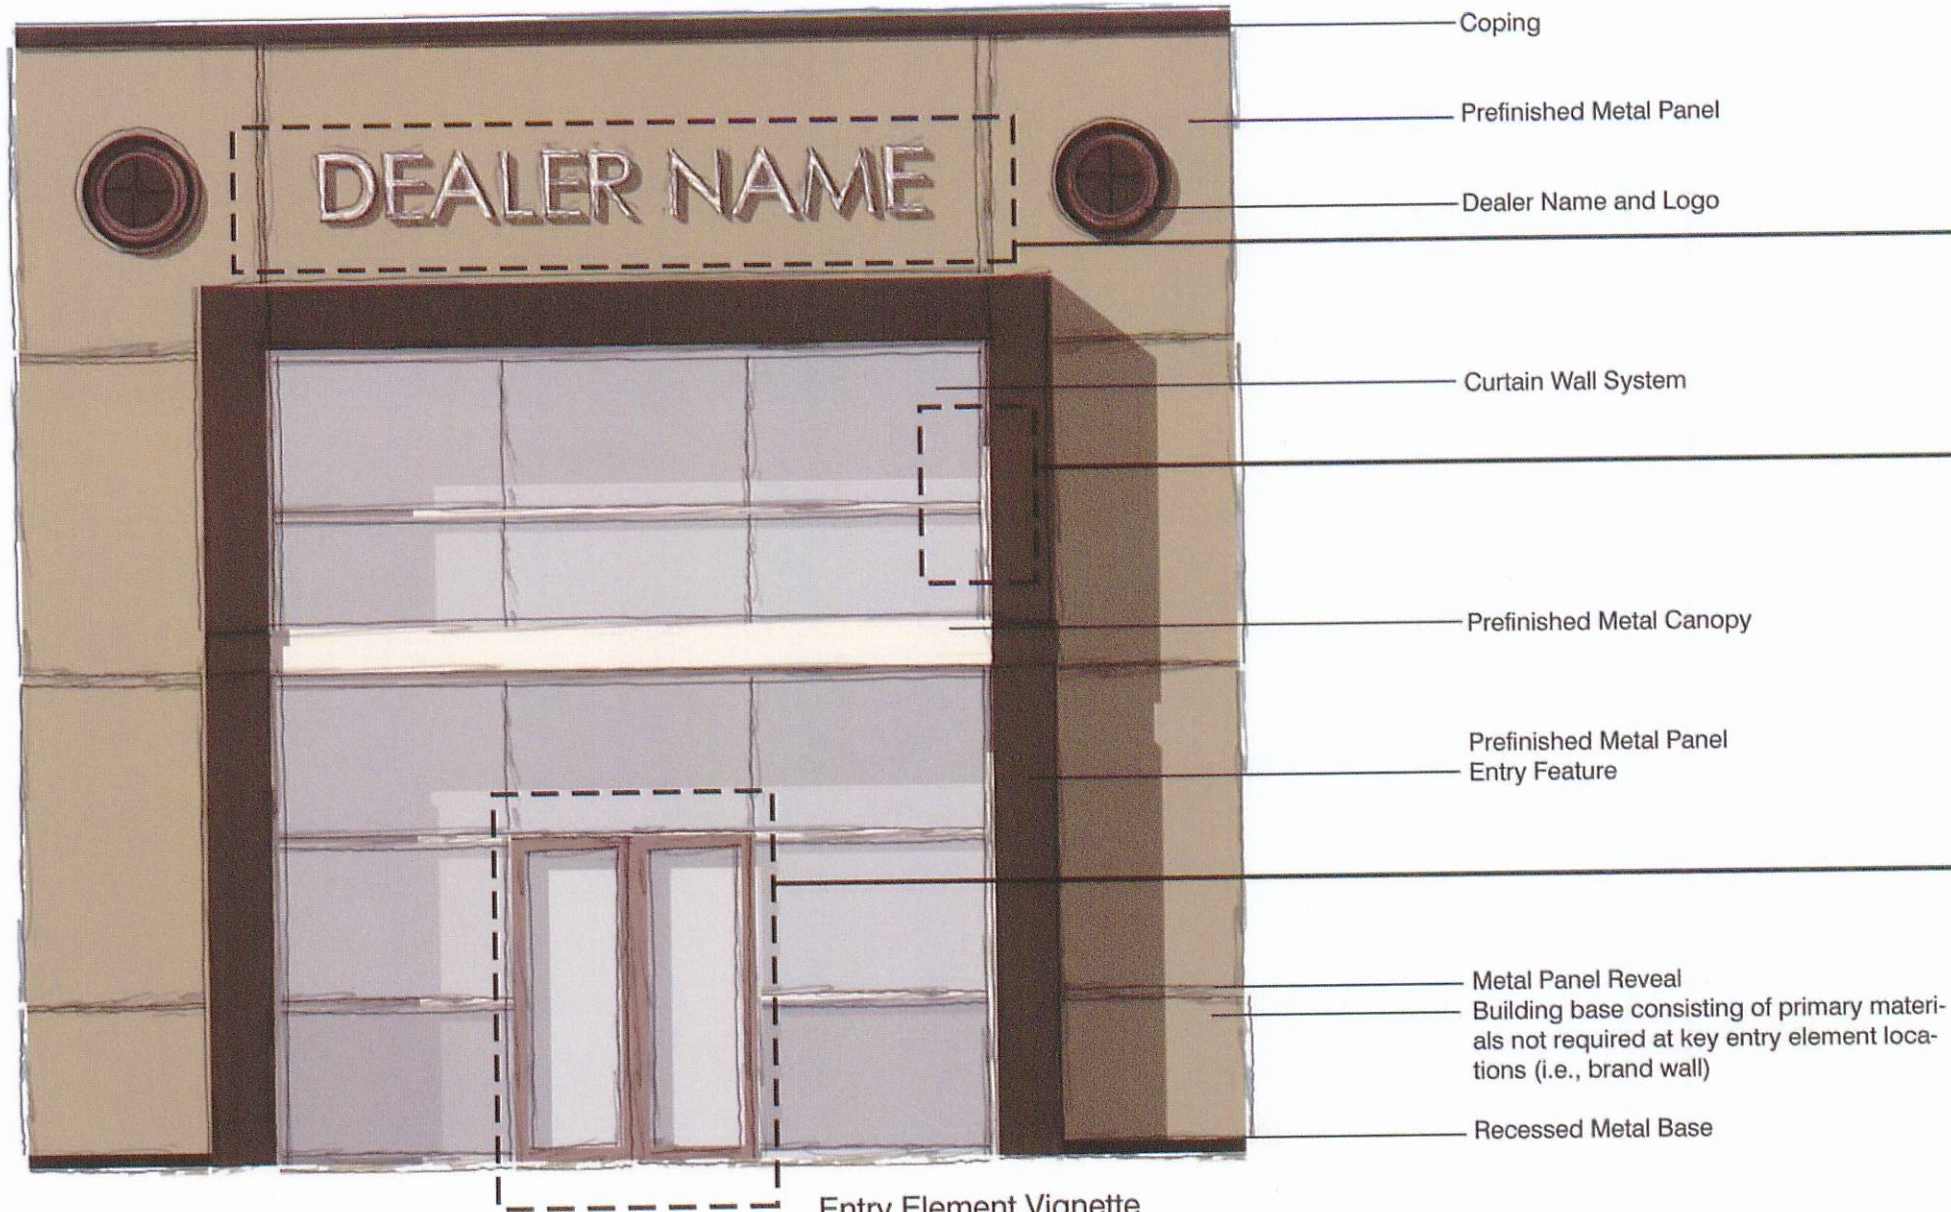 Coping
Prefinished Metal Panel
DEALER NAME
Dealer Name and Logo
Curtain Wall System
Prefinished Metal Canopy
Prefinished Metal Panel
Entry Feature
Metal Panel Reveal
Building base consisting of primary materi-
als not required at key entry element loca-
tions (i.e., brand wall)
Recessed Metal Base
Entry Element Vignette